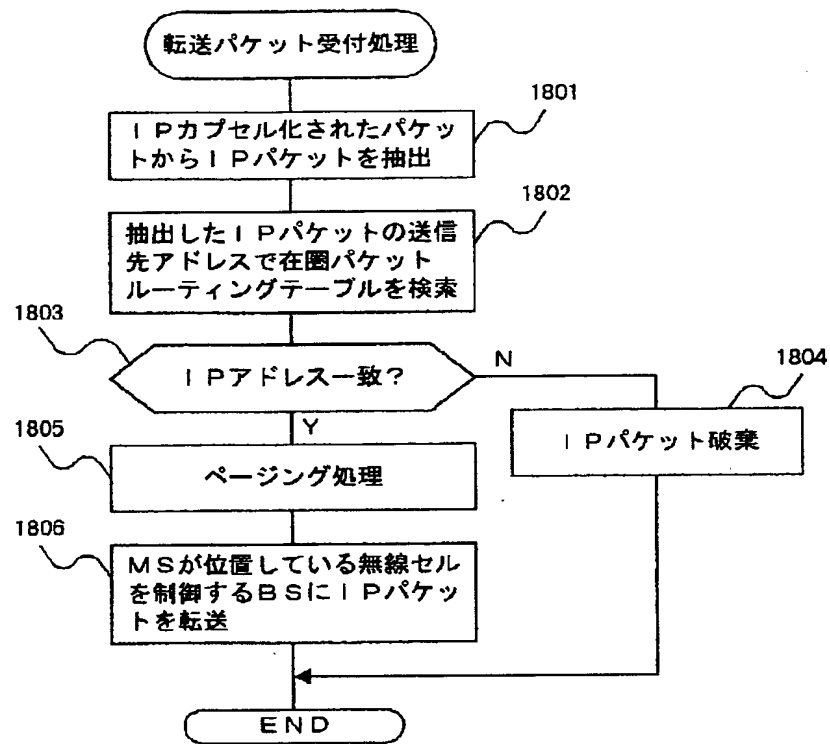 転送パケット受付処理
1801
ＩＰカプセル化されたパケッ
トからＩＰパケットを抽出
1802
抽出したＩＰパケットの送信
先アドレスで在圏パケット
ルーティングテーブルを検索
1803
ＩＰアドレス一致？
N
1804
ＩＰパケット破棄
Y
1805
ページング処理
1806
ＭＳが位置している無線セル
を制御するＢＳにＩＰパケッ
トを転送
ＥＮＤ